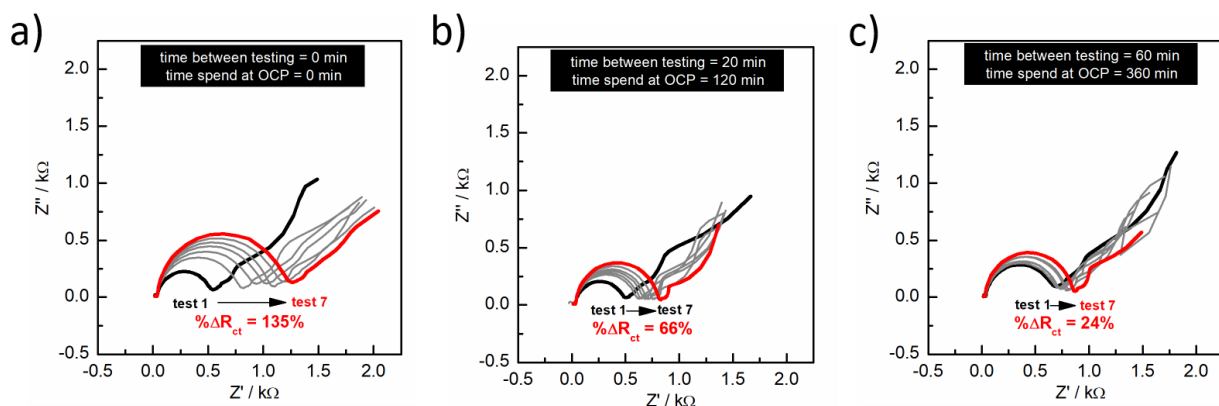 a)
time between testing = 0 min
time spend at OCP = 0 min
2.0
1.5
1.0
0.5
0.0
-0.5
Z'' / kΩ
test 1
test 7
%ΔRct = 135%
-0.5 0.0 0.5 1.0 1.5 2.0
Z' / kΩ
b)
time between testing = 20 min
time spend at OCP = 120 min
2.0
1.5
1.0
0.5
0.0
-0.5
Z'' / kΩ
test 1
test 7
%ΔRct = 66%
-0.5 0.0 0.5 1.0 1.5 2.0
Z' / kΩ
c)
time between testing = 60 min
time spend at OCP = 360 min
2.0
1.5
1.0
0.5
0.0
-0.5
Z'' / kΩ
test 1
test 7
%ΔRct = 24%
-0.5 0.0 0.5 1.0 1.5 2.0
Z' / kΩ